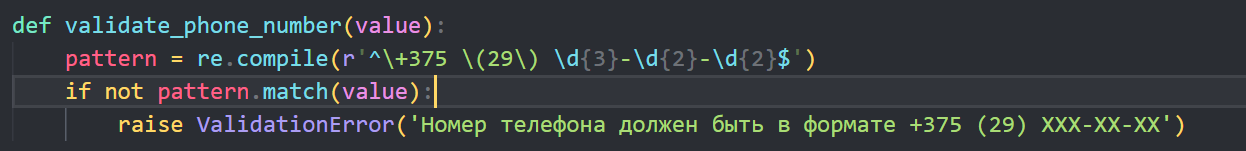 def validate_phone_number(value):
    pattern = re.compile(r'^\+375 \(29\) \d{3}-\d{2}-\d{2}$')
    if not pattern.match(value):
        raise ValidationError('Номер телефона должен быть в формате +375 (29) XXX-XX-XX')